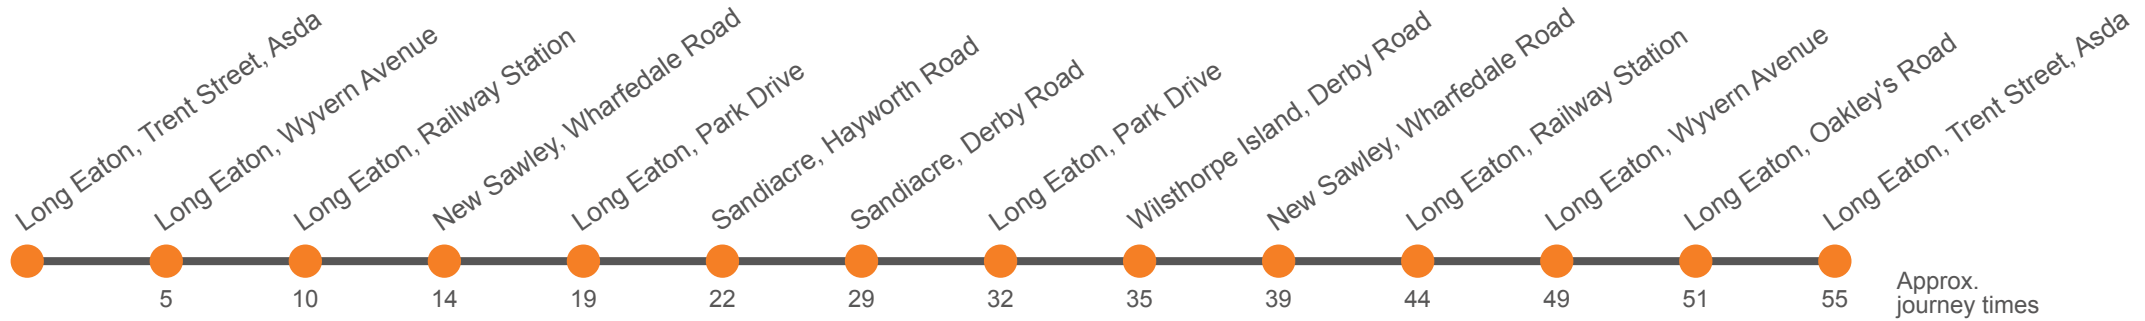 Long Eaton, Trent Street, Asda
Long Eaton, Wyvern Avenue
Long Eaton, Railway Station
New Sawley, Wharfedale Road
Long Eaton, Park Drive
Sandiacre, Hayworth Road
Sandiacre, Derby Road
Long Eaton, Park Drive
Wilsthorpe Island, Derby Road
New Sawley, Wharfedale Road
Long Eaton, Railway Station
Long Eaton, Wyvern Avenue
Long Eaton, Oakley's Road
Long Eaton, Trent Street, Asda
5 10 14 19 22 29 32 35 39 44 49 51 55
Approx.
journey times